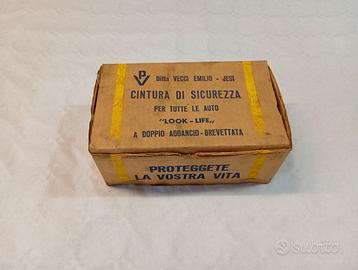 PV
Ditta VECCI EMILIO - JESI
CINTURA DI SICUREZZA
PER TUTTE LE AUTO
"LOOK - LIFE„
A DOPPIO AGGANCIO - BREVETTATA
PROTEGGETE
LA VOSTRA VITA
Subito